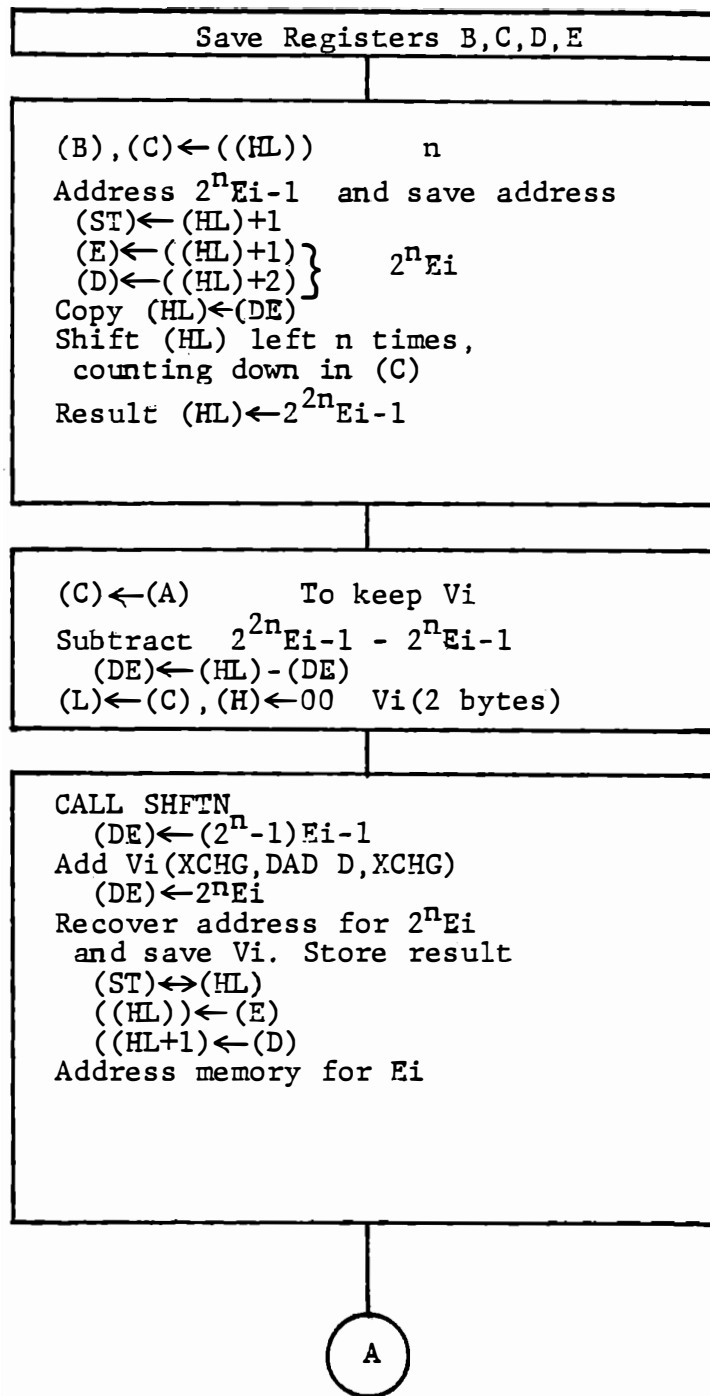 Save Registers B,C,D,E
(B),(C)←((HL)) n
Address 2ⁿEi-1 and save address
(ST)←(HL)+1
(E)←((HL)+1)
(D)←((HL)+2)} 2ⁿEi
Copy (HL)←(DE)
Shift (HL) left n times,
counting down in (C)
Result (HL)←2²ⁿEi-1
(C)←(A) To keep Vi
Subtract 2²ⁿEi-1 - 2ⁿEi-1
(DE)←(HL)-(DE)
(L)←(C),(H)←00 Vi(2 bytes)
CALL SHFTN
(DE)←(2ⁿ-1)Ei-1
Add Vi(XCHG,DAD D,XCHG)
(DE)←2ⁿEi
Recover address for 2ⁿEi
and save Vi. Store result
(ST)↔(HL)
((HL))←(E)
((HL+1)←(D)
Address memory for Ei
A